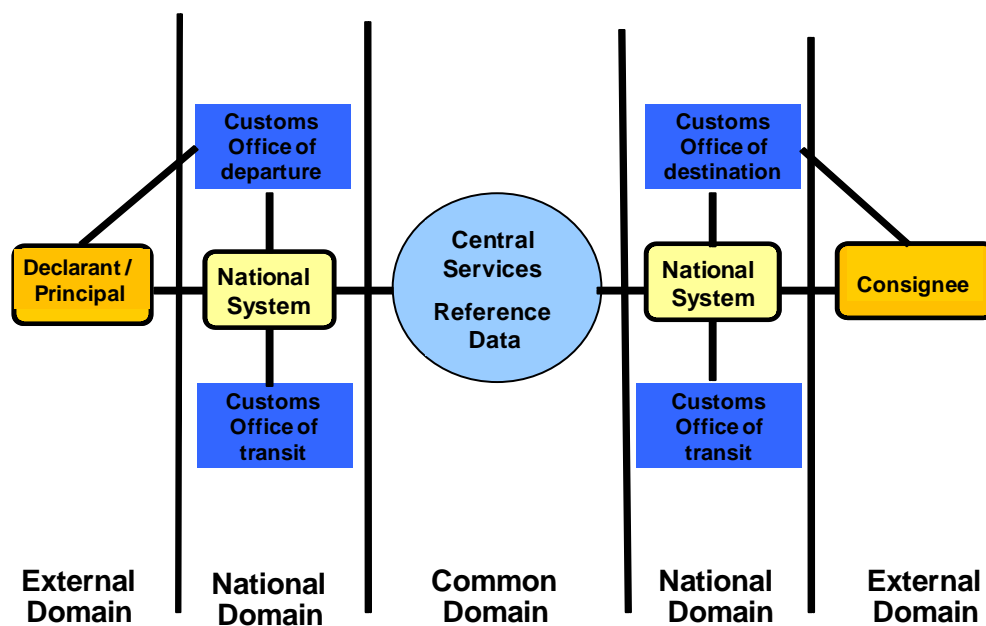 Customs
Office of
departure
Customs
Office of
destination
Declarant /
Principal
National
System
Central
Services
Reference
Data
National
System
Consignee
Customs
Office of
transit
Customs
Office of
transit
External
Domain
National
Domain
Common
Domain
National
Domain
External
Domain